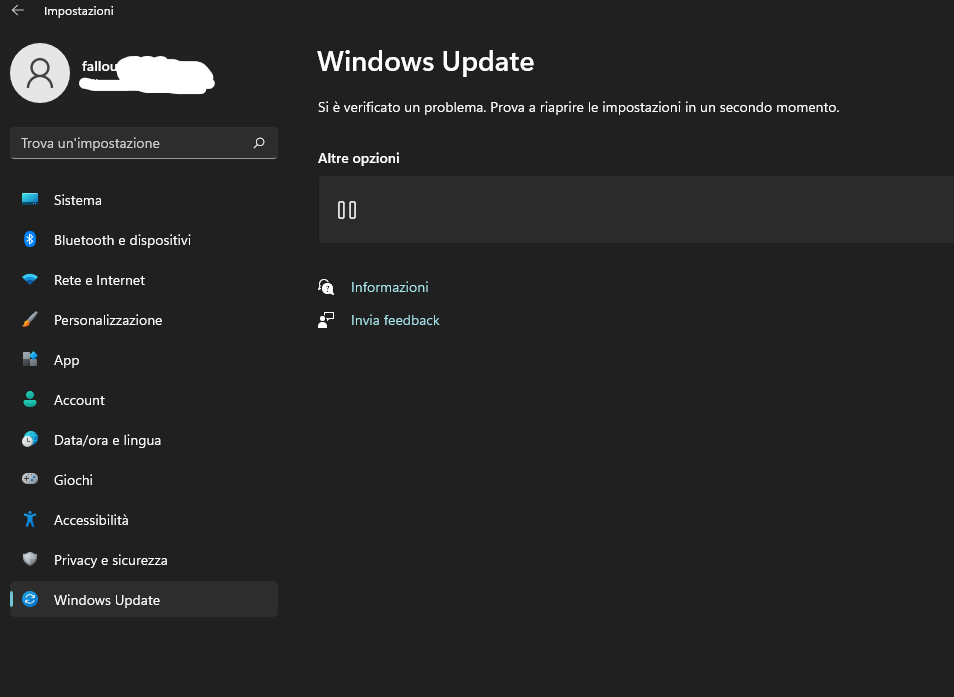 Impostazioni
fallou
Trova un'impostazione
Sistema
Bluetooth e dispositivi
Rete e Internet
Personalizzazione
App
Account
Data/ora e lingua
Giochi
Accessibilità
Privacy e sicurezza
Windows Update
Windows Update
Si è verificato un problema. Prova a riaprire le impostazioni in un secondo momento.
Altre opzioni
Informazioni
Invia feedback